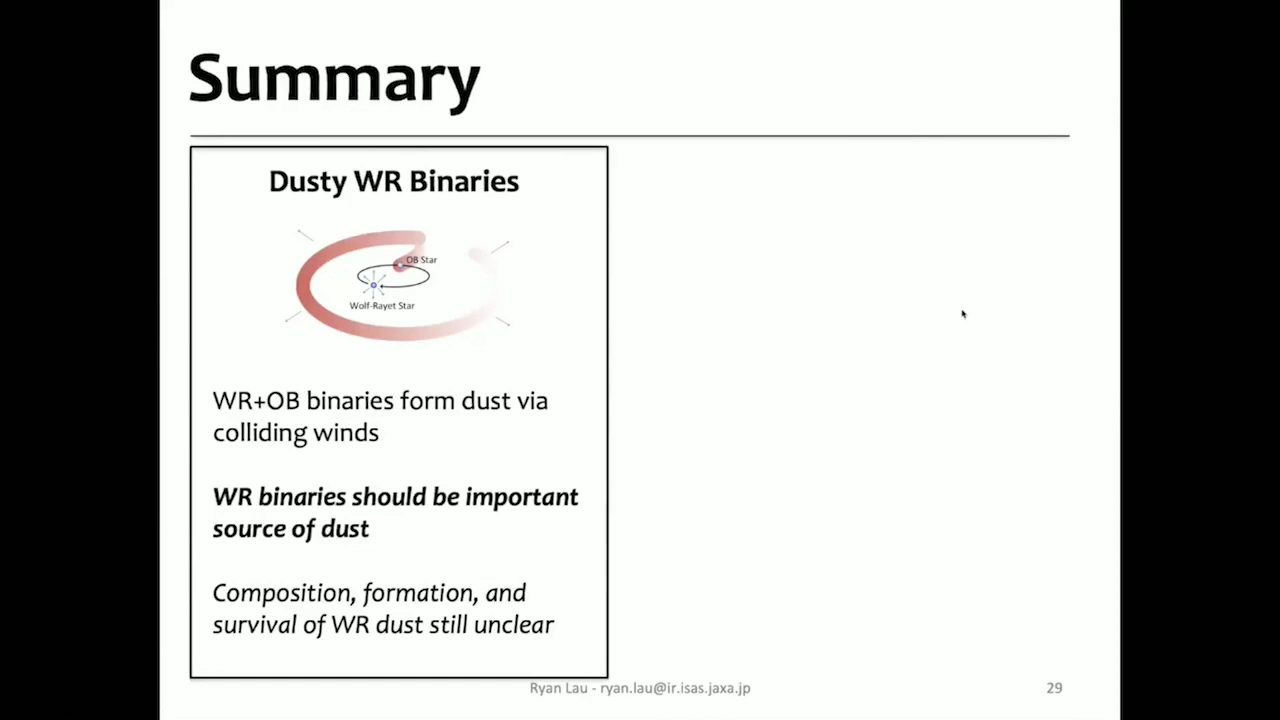 Summary
Dusty WR Binaries
OB Star
Wolf-Rayet Star
WR+OB binaries form dust via
colliding winds
WR binaries should be important
source of dust
Composition, formation, and
survival of WR dust still unclear
Ryan Lau - ryan.lau@ir.isas.jaxa.jp
29